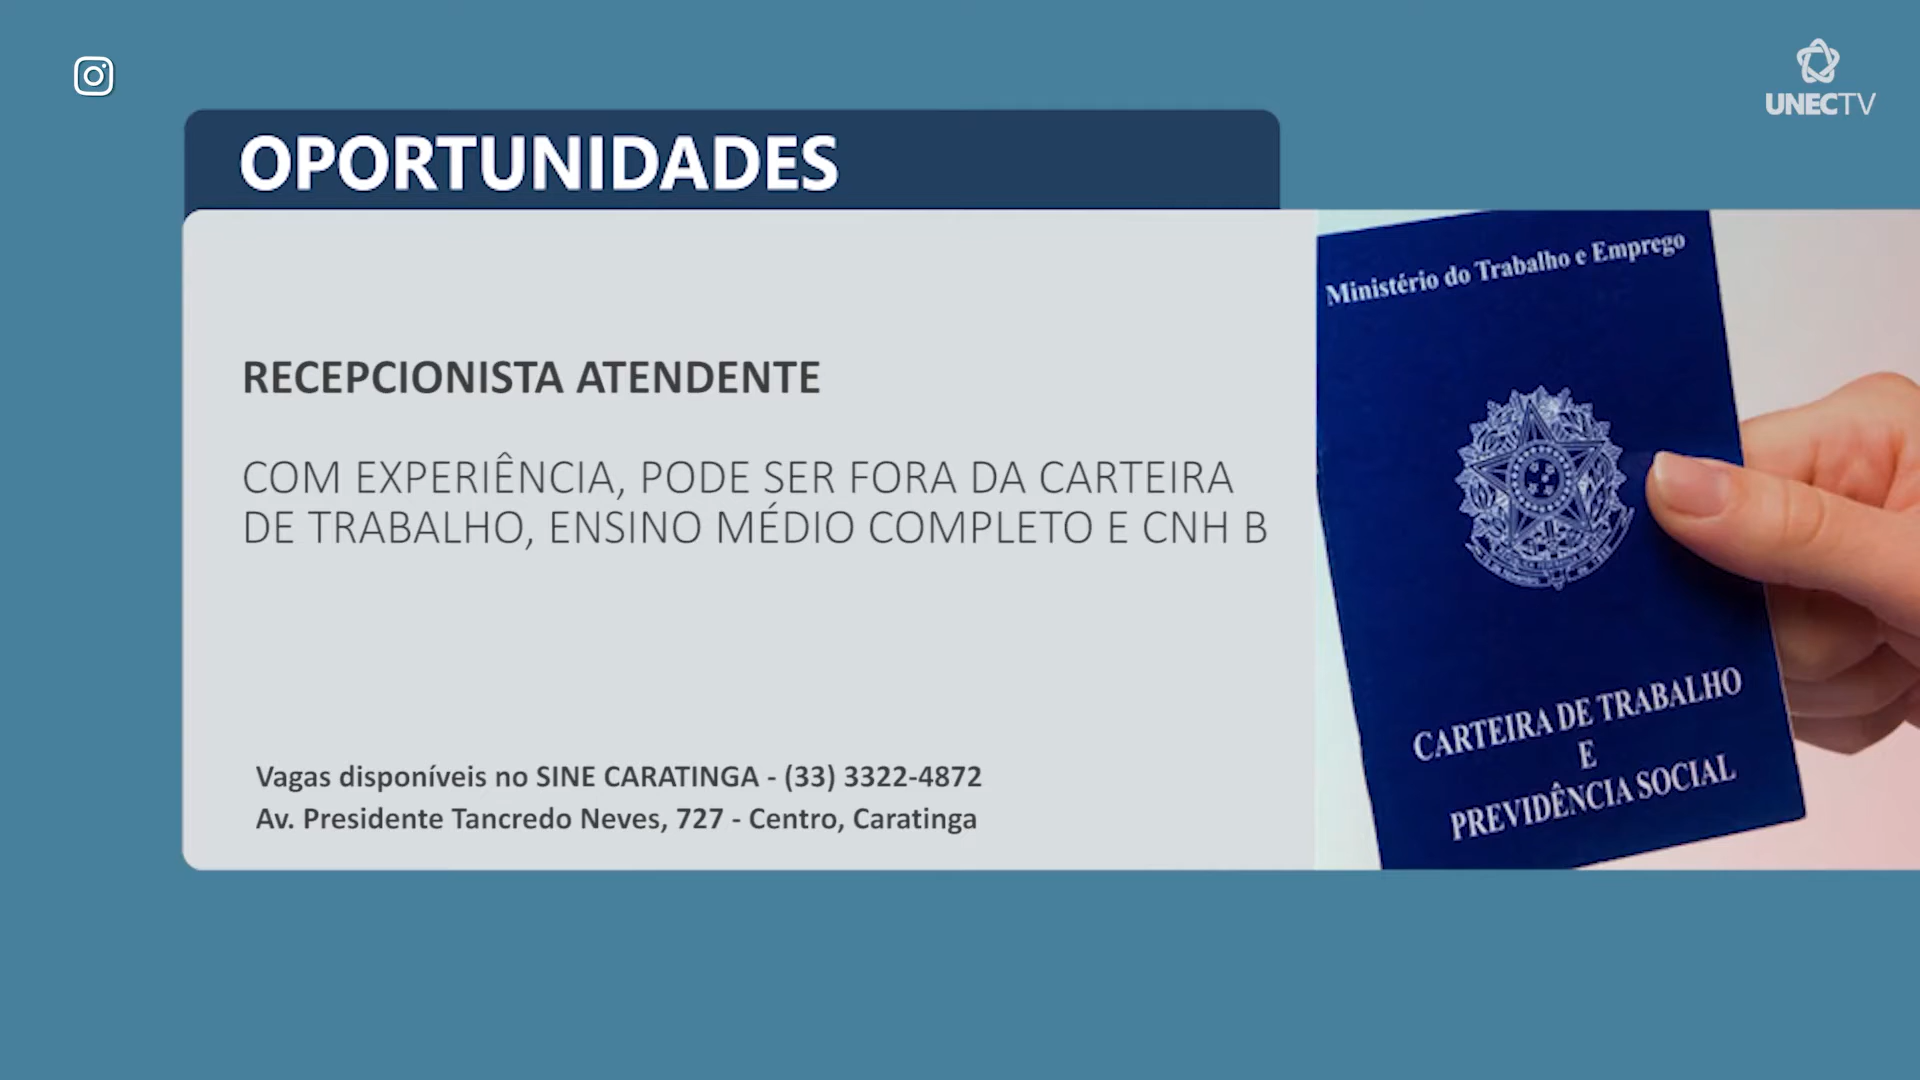 UNECTV
OPORTUNIDADES
RECEPCIONISTA ATENDENTE
COM EXPERIÊNCIA, PODE SER FORA DA CARTEIRA
DE TRABALHO, ENSINO MÉDIO COMPLETO E CNH B
Vagas disponíveis no SINE CARATINGA - (33) 3322-4872
Av. Presidente Tancredo Neves, 727 - Centro, Caratinga
Ministério do Trabalho e Emprego
CARTEIRA DE TRABALHO
E
PREVIDÊNCIA SOCIAL